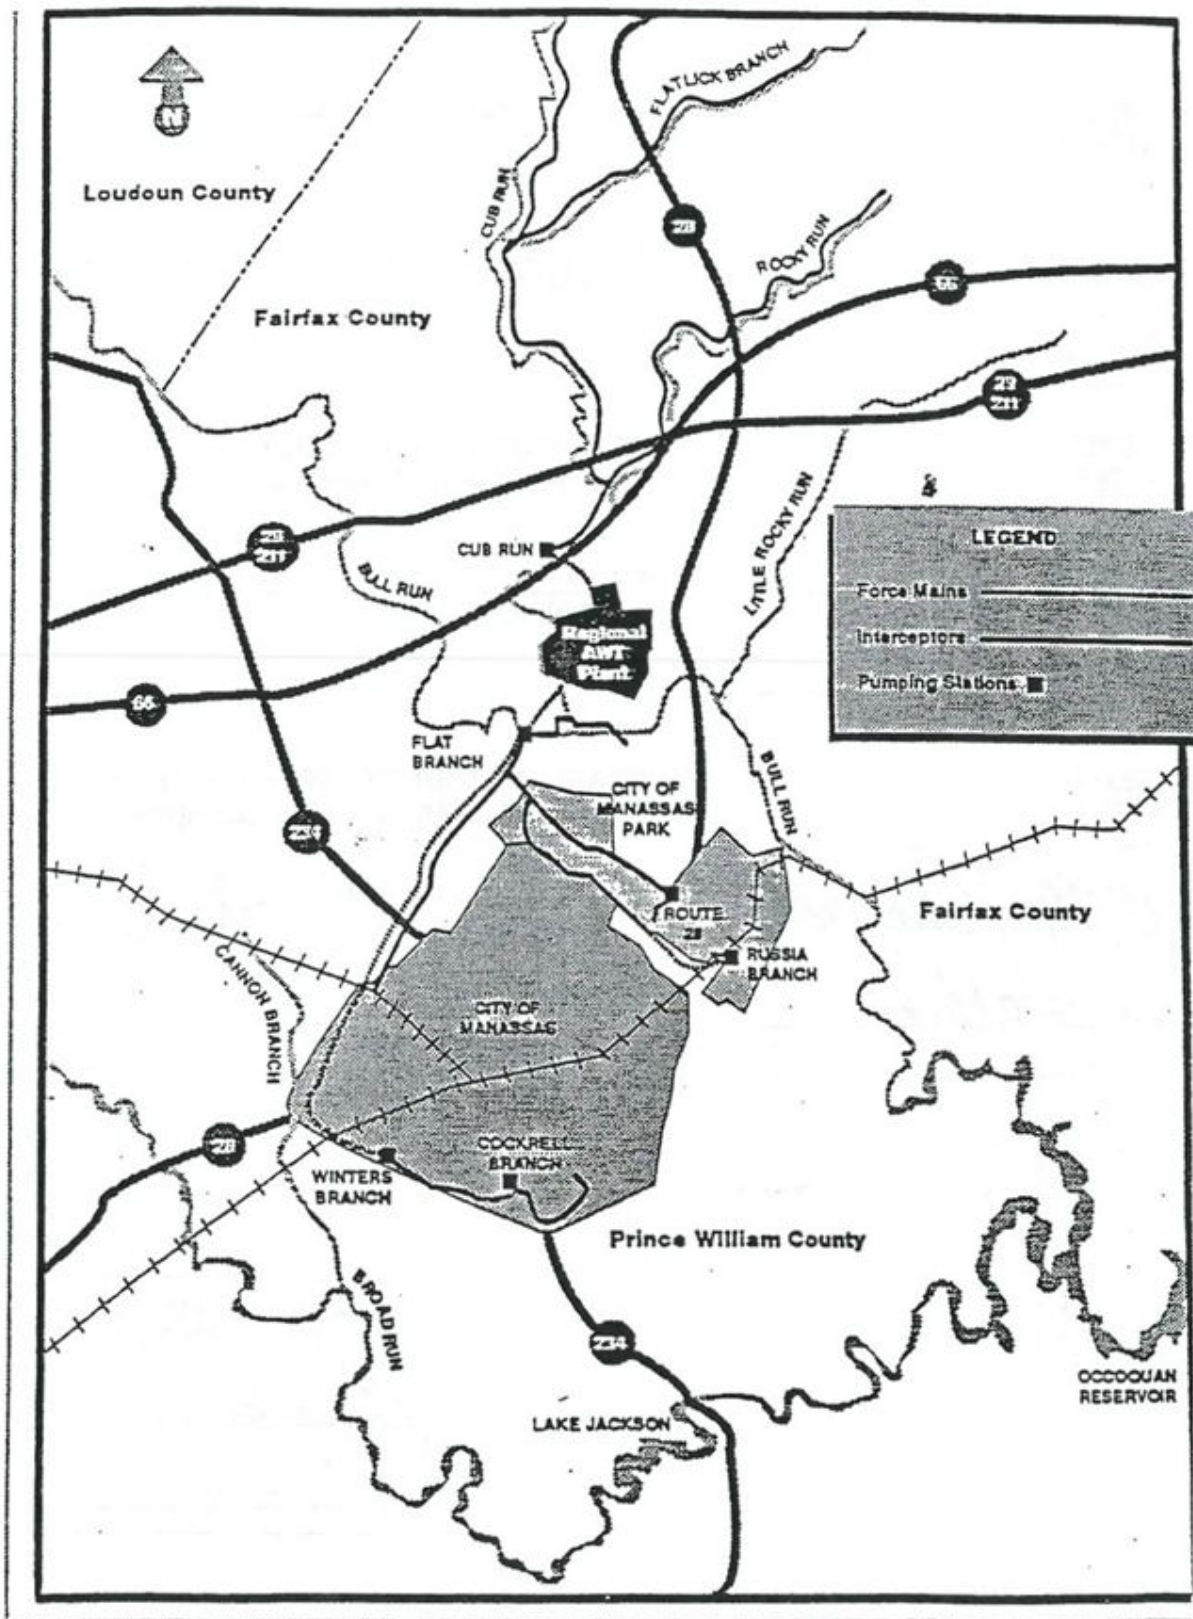 N
Loudoun County
FLATLICK BRANCH
CUB RUN
28
ROCKY RUN
66
Fairfax County
29
211
LITTLE ROCKY RUN
29
211
CUB RUN
BULL RUN
LEGEND
Force Mains
Interceptors
Pumping Stations
Regional
AWT
Plant
66
FLAT
BRANCH
BULL RUN
CITY OF
MANASSAS
PARK
234
ROUTE
28
Fairfax County
RUSSIA
BRANCH
CANNON BRANCH
CITY OF
MANASSAS
28
COCKRELL
BRANCH
WINTERS
BRANCH
Prince William County
BROAD RUN
234
OCCOQUAN
RESERVOIR
LAKE JACKSON